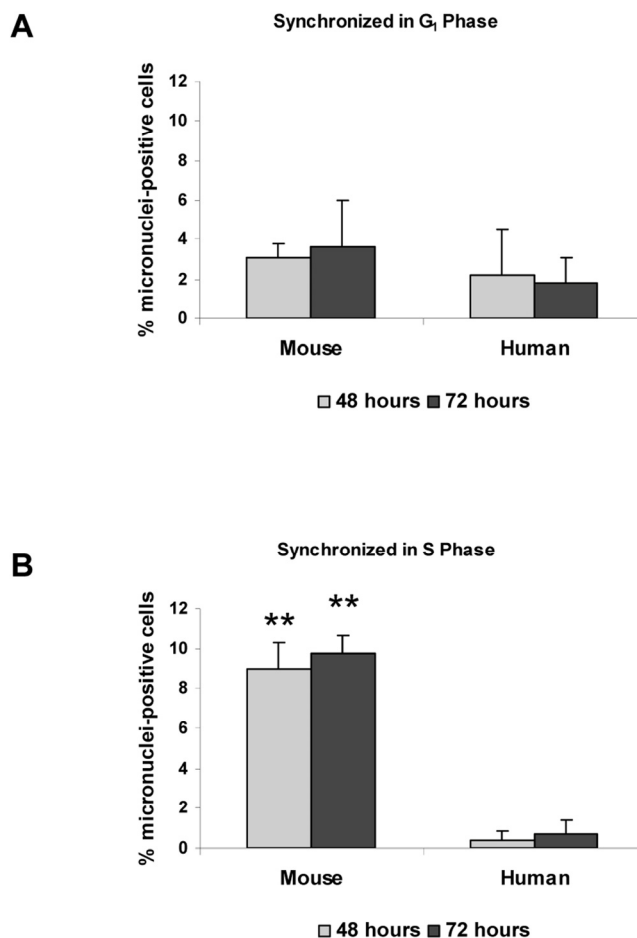 A
Synchronized in G₁ Phase
% micronuclei-positive cells
12
10
8
6
4
2
0
Mouse Human
48 hours 72 hours
B
Synchronized in S Phase
% micronuclei-positive cells
12
10
8
6
4
2
0
** **
Mouse Human
48 hours 72 hours